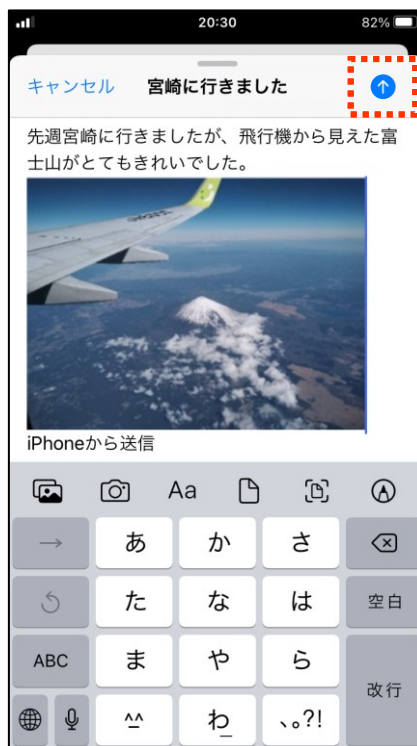 20:30
82%
キャンセル 宮崎に行きました
先週宮崎に行きましたが、飛行機から見えた富
士山がとてもきれいでした。
iPhoneから送信
Aa
→ あ か さ
た な は 空白
ABC ま や ら
改行
^^ わ 、。?!